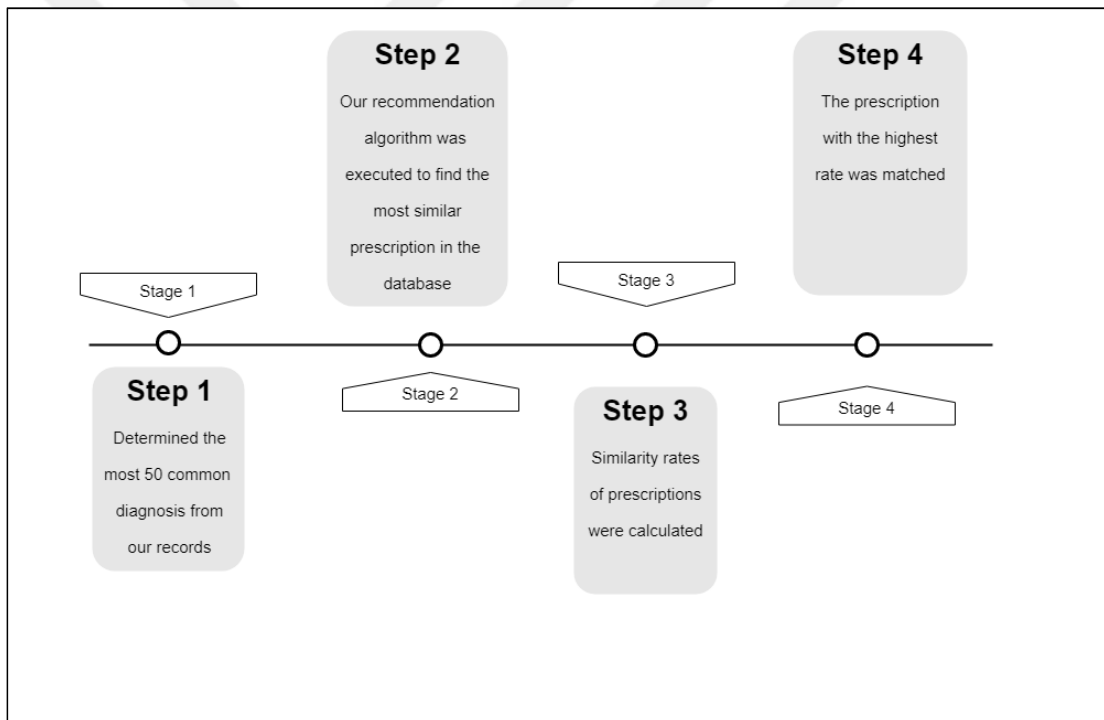 Step 2
Our recommendation
algorithm was
executed to find the
most similar
prescription in the
database
Step 4
The prescription
with the highest
rate was matched
Stage 1
Stage 3
Stage 2
Stage 4
Step 1
Determined the
most 50 common
diagnosis from
our records
Step 3
Similarity rates
of prescriptions
were calculated